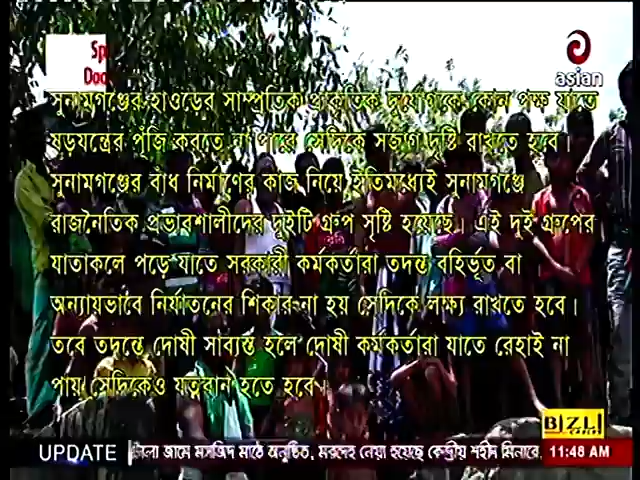 Sp
Doc
asian
সুনামগঞ্জের হাওড়ের সাম্প্রতিক প্রাকৃতিক দুর্যোগকে কোন পক্ষ যাতে
ষড়যন্ত্রের পুঁজি করতে না পারে সেদিকে সজাগ দৃষ্টি রাখতে হবে।
সুনামগঞ্জের বাঁধ নির্মাণের কাজ নিয়ে ইতিমধ্যেই সুনামগঞ্জে
রাজনৈতিক প্রভাবশালীদের দুইটি গ্রুপ সৃষ্টি হয়েছে। এই দুই গ্রুপের
যাতাকলে পড়ে যাতে সরকারী কর্মকর্তারা তদন্ত বহির্ভূত বা
অন্যায়ভাবে নির্যাতনের শিকার না হয় সেদিকে লক্ষ্য রাখতে হবে।
তবে তদন্তে দোষী সাব্যস্ত হলে দোষী কর্মকর্তারা যাতে রেহাই না
পায় সেদিকেও যত্নবান হতে হবে।
BZL
UPDATE জামে মসজিদ মাঠে অনুষ্ঠিত, মরদেহ নেয়া হয়েছে কেন্দ্রীয় শহীদ মিনারে, 11:48 AM